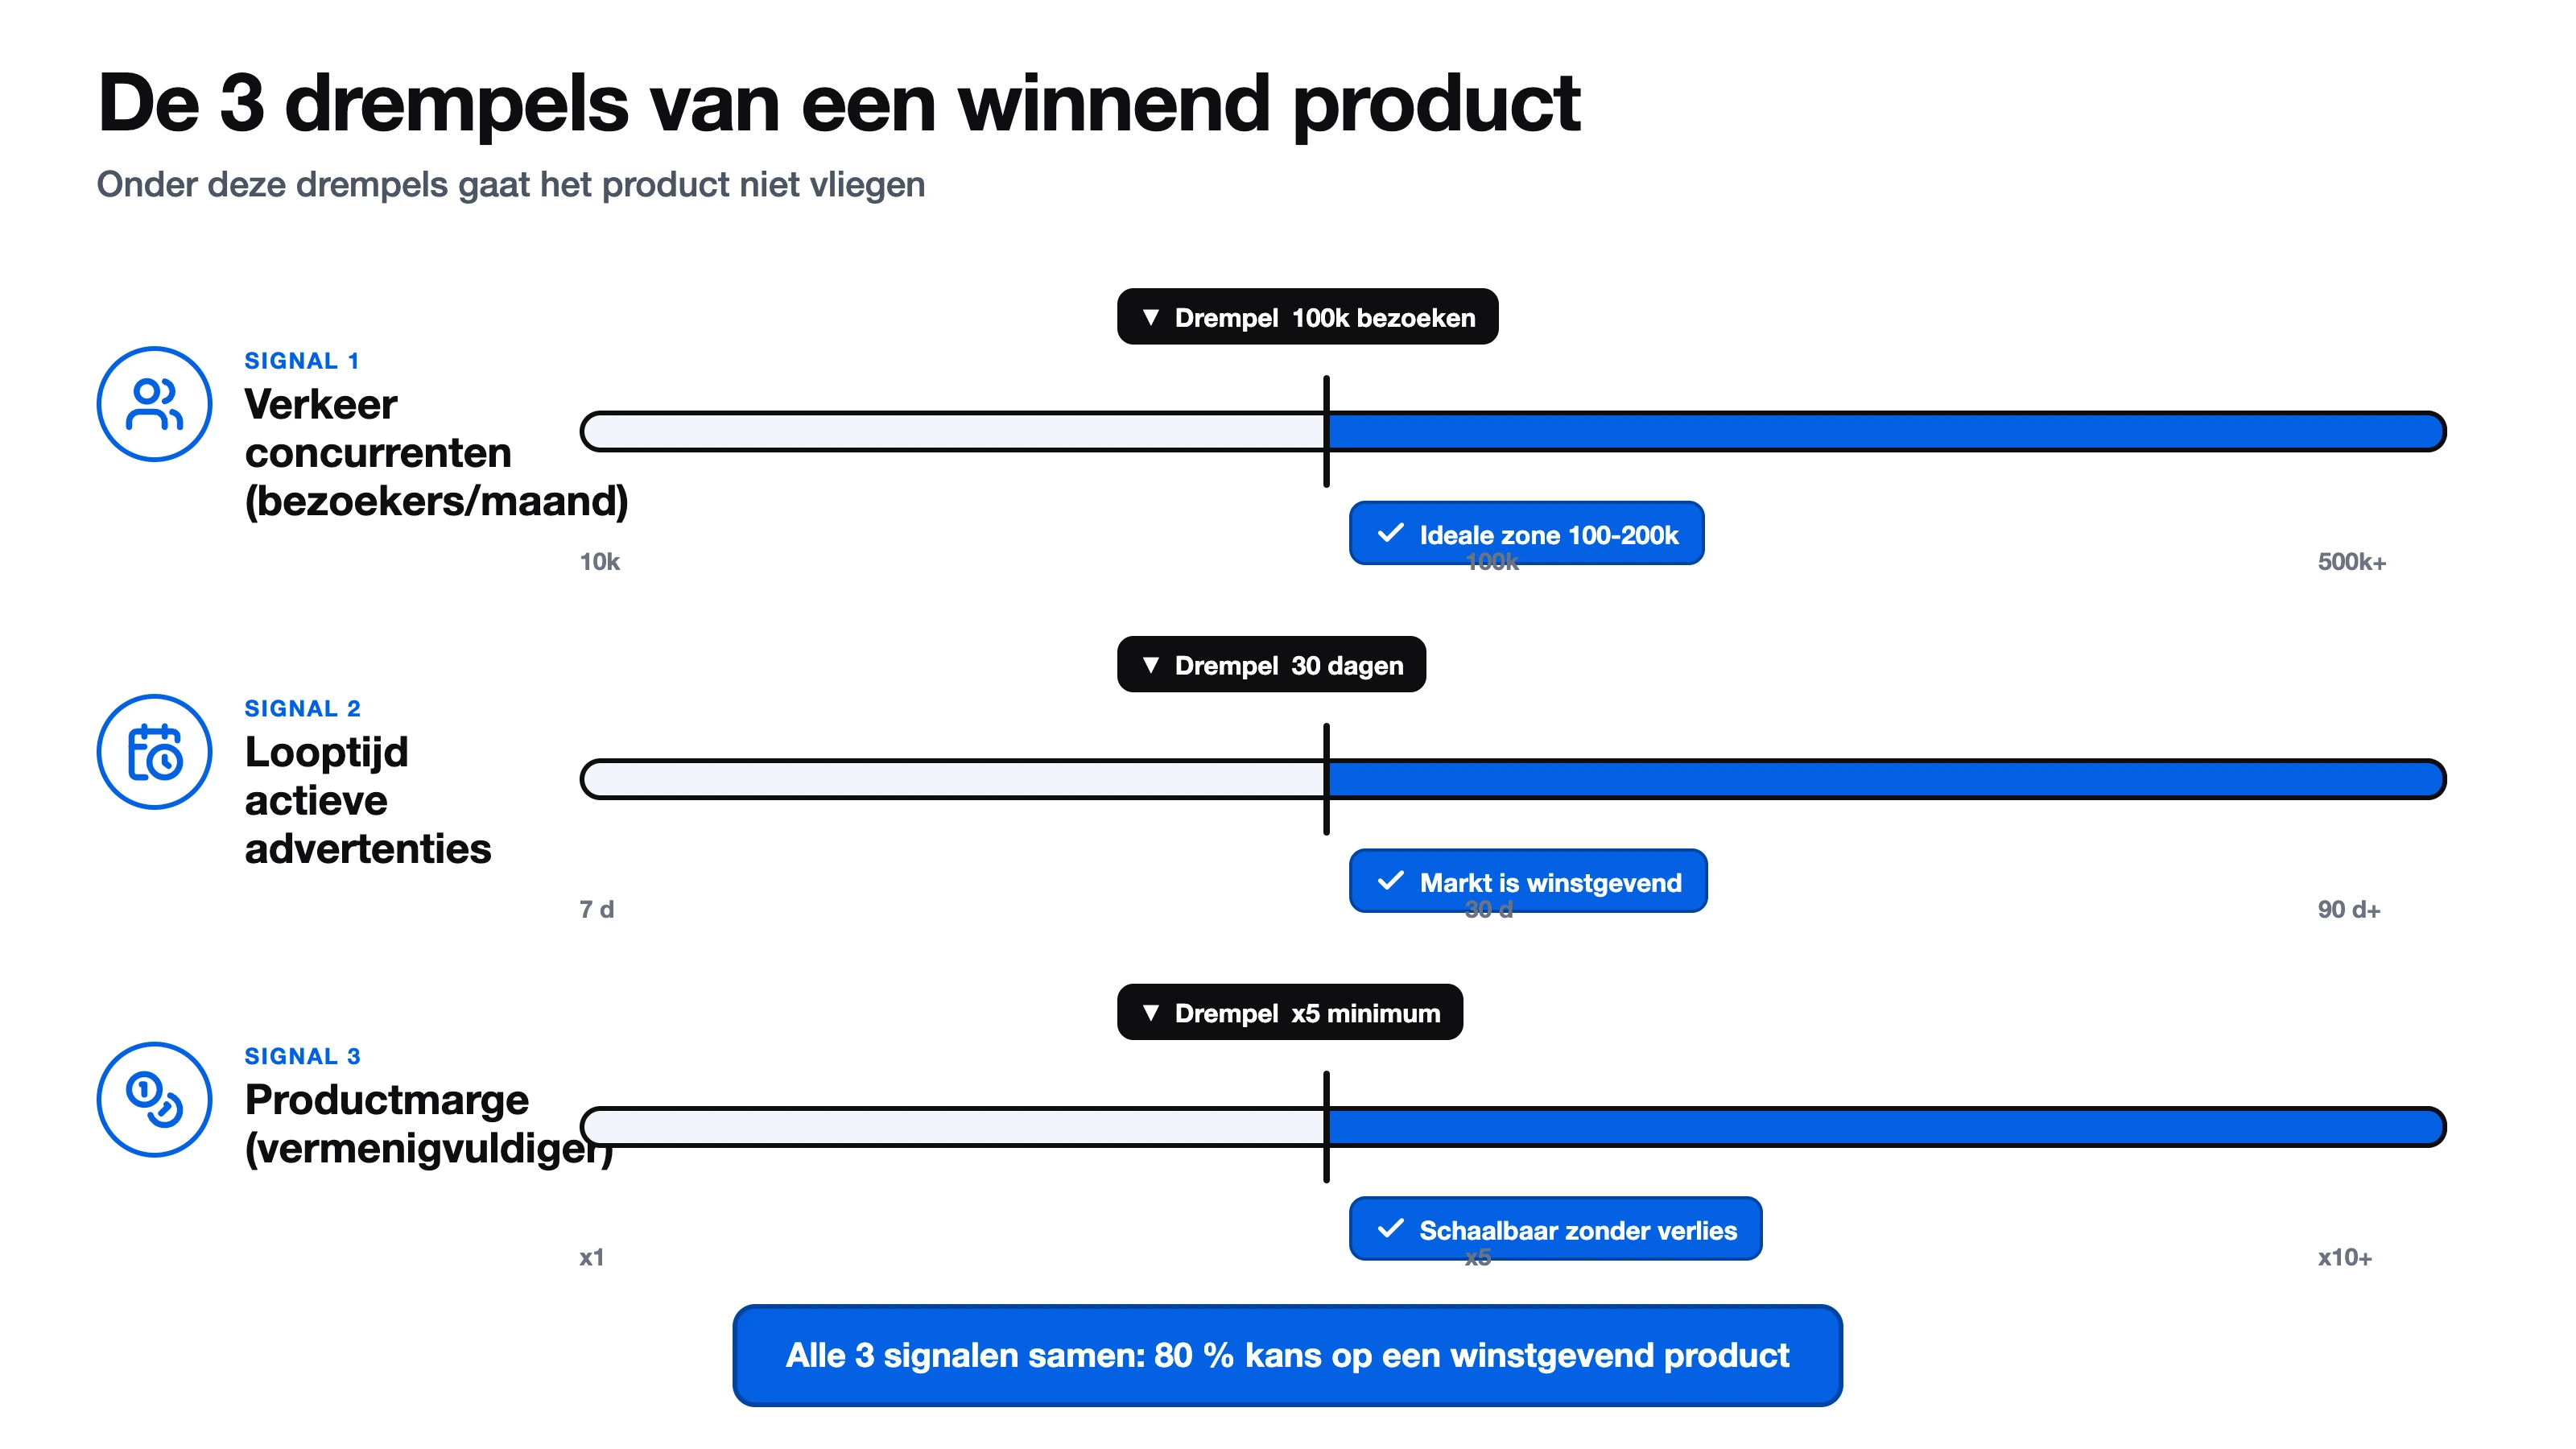 De 3 drempels van een winnend product
Onder deze drempels gaat het product niet vliegen
▼ Drempel 100k bezoeken
SIGNAL 1
Verkeer
concurrenten
(bezoekers/maand)
✓ Ideale zone 100-200k
10k
100k
500k+
▼ Drempel 30 dagen
SIGNAL 2
Looptijd
actieve
advertenties
✓ Markt is winstgevend
7 d
30 d
90 d+
▼ Drempel x5 minimum
SIGNAL 3
Productmarge
(vermenigvuldiger)
✓ Schaalbaar zonder verlies
x1
x5
x10+
Alle 3 signalen samen: 80 % kans op een winstgevend product